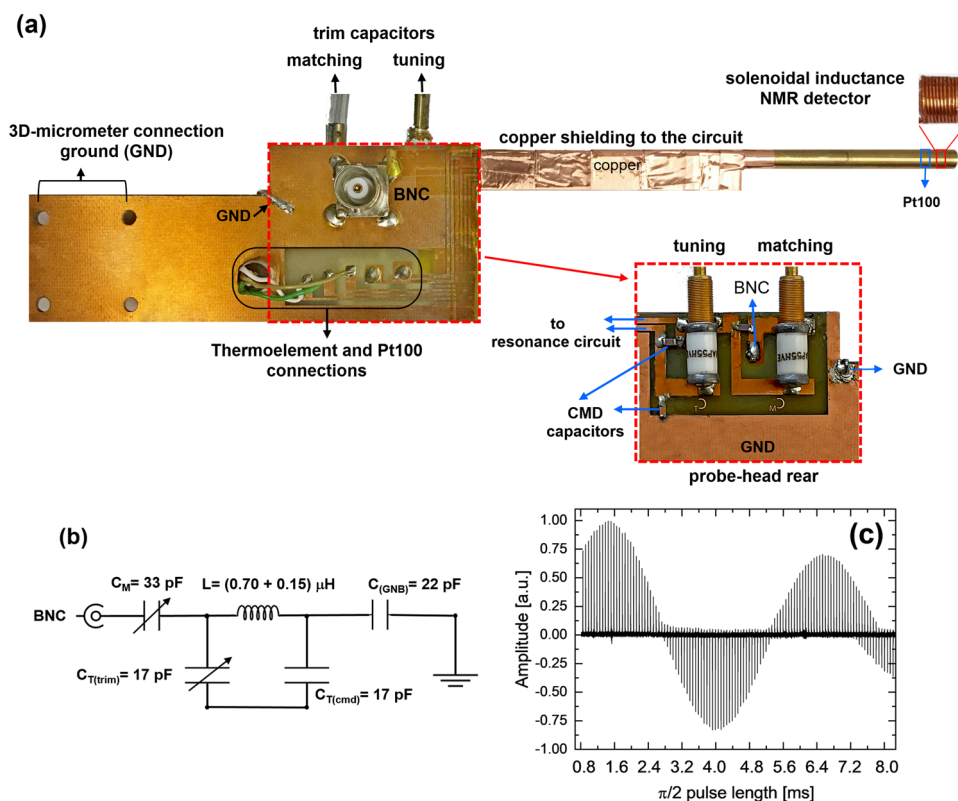 (a)
trim capacitors
matching
tuning
solenoidal inductance
NMR detector
3D-micrometer connection
ground (GND)
copper shielding to the circuit
copper
BNC
GND
Pt100
Thermoelement and Pt100
connections
tuning
matching
BNC
to
resonance circuit
AP55HVE
AP55HVE
GND
CMD
capacitors
T
M
GND
probe-head rear
(b)
C_M= 33 pF
L= (0.70 + 0.15) μH
C_(GNB) = 22 pF
BNC
C_T(trim)= 17 pF
C_T(cmd)= 17 pF
(c)
Amplitude [a.u.]
1.00
0.75
0.50
0.25
0.00
-0.25
-0.50
-0.75
-1.00
0.8 1.6 2.4 3.2 4.0 4.8 5.6 6.4 7.2 8.0
π/2 pulse length [ms]